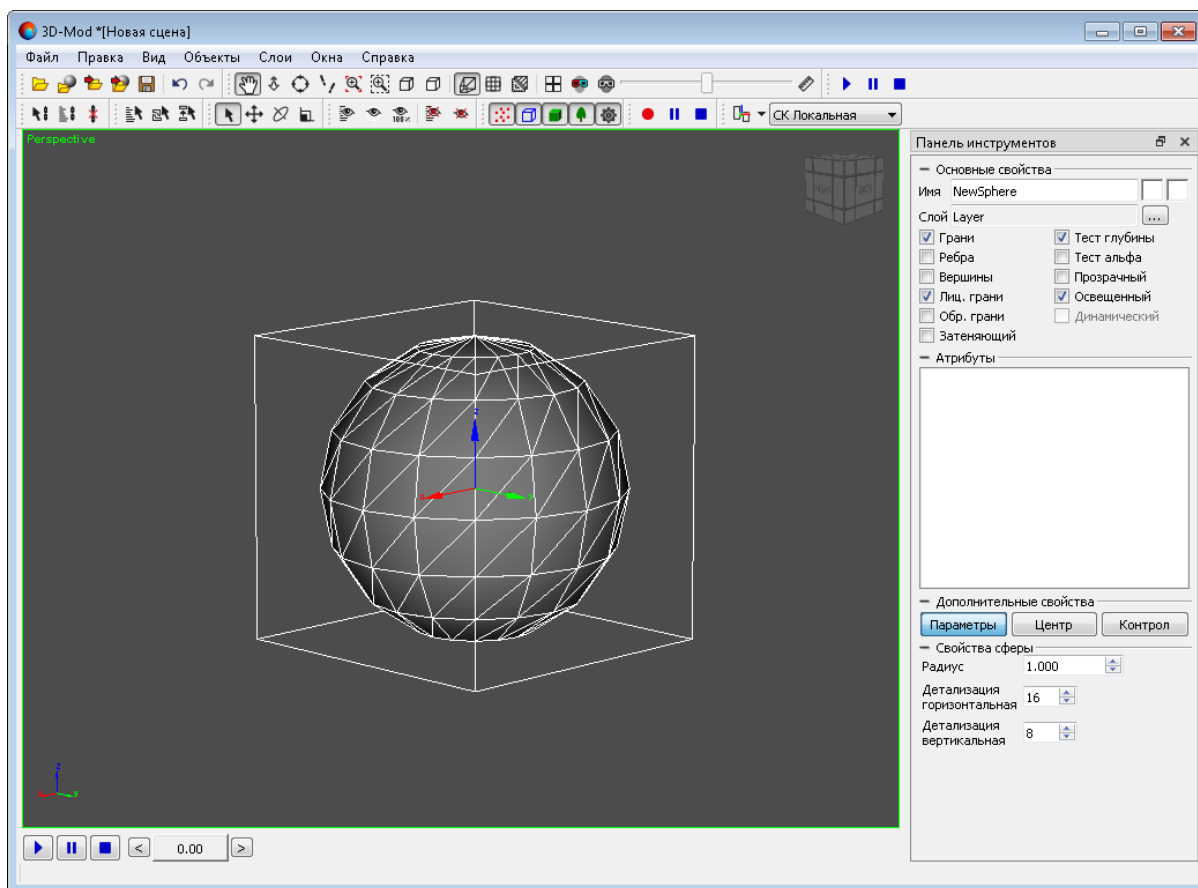 3D-Mod *[Новая сцена]
Файл Правка Вид Объекты Слои Окна Справка
100%
СК Локальная
Perspective
Панель инструментов
Основные свойства
Имя NewSphere
Слой Layer ...
Грани Тест глубины
Ребра Тест альфа
Вершины Прозрачный
Лиц. грани Освещенный
Обр. грани Динамический
Затеняющий
Атрибуты
z
x y
Дополнительные свойства
Параметры Центр Контрол
Свойства сферы
Радиус 1.000
Детализация
горизонтальная 16
Детализация
вертикальная 8
z
x y
< 0.00 >